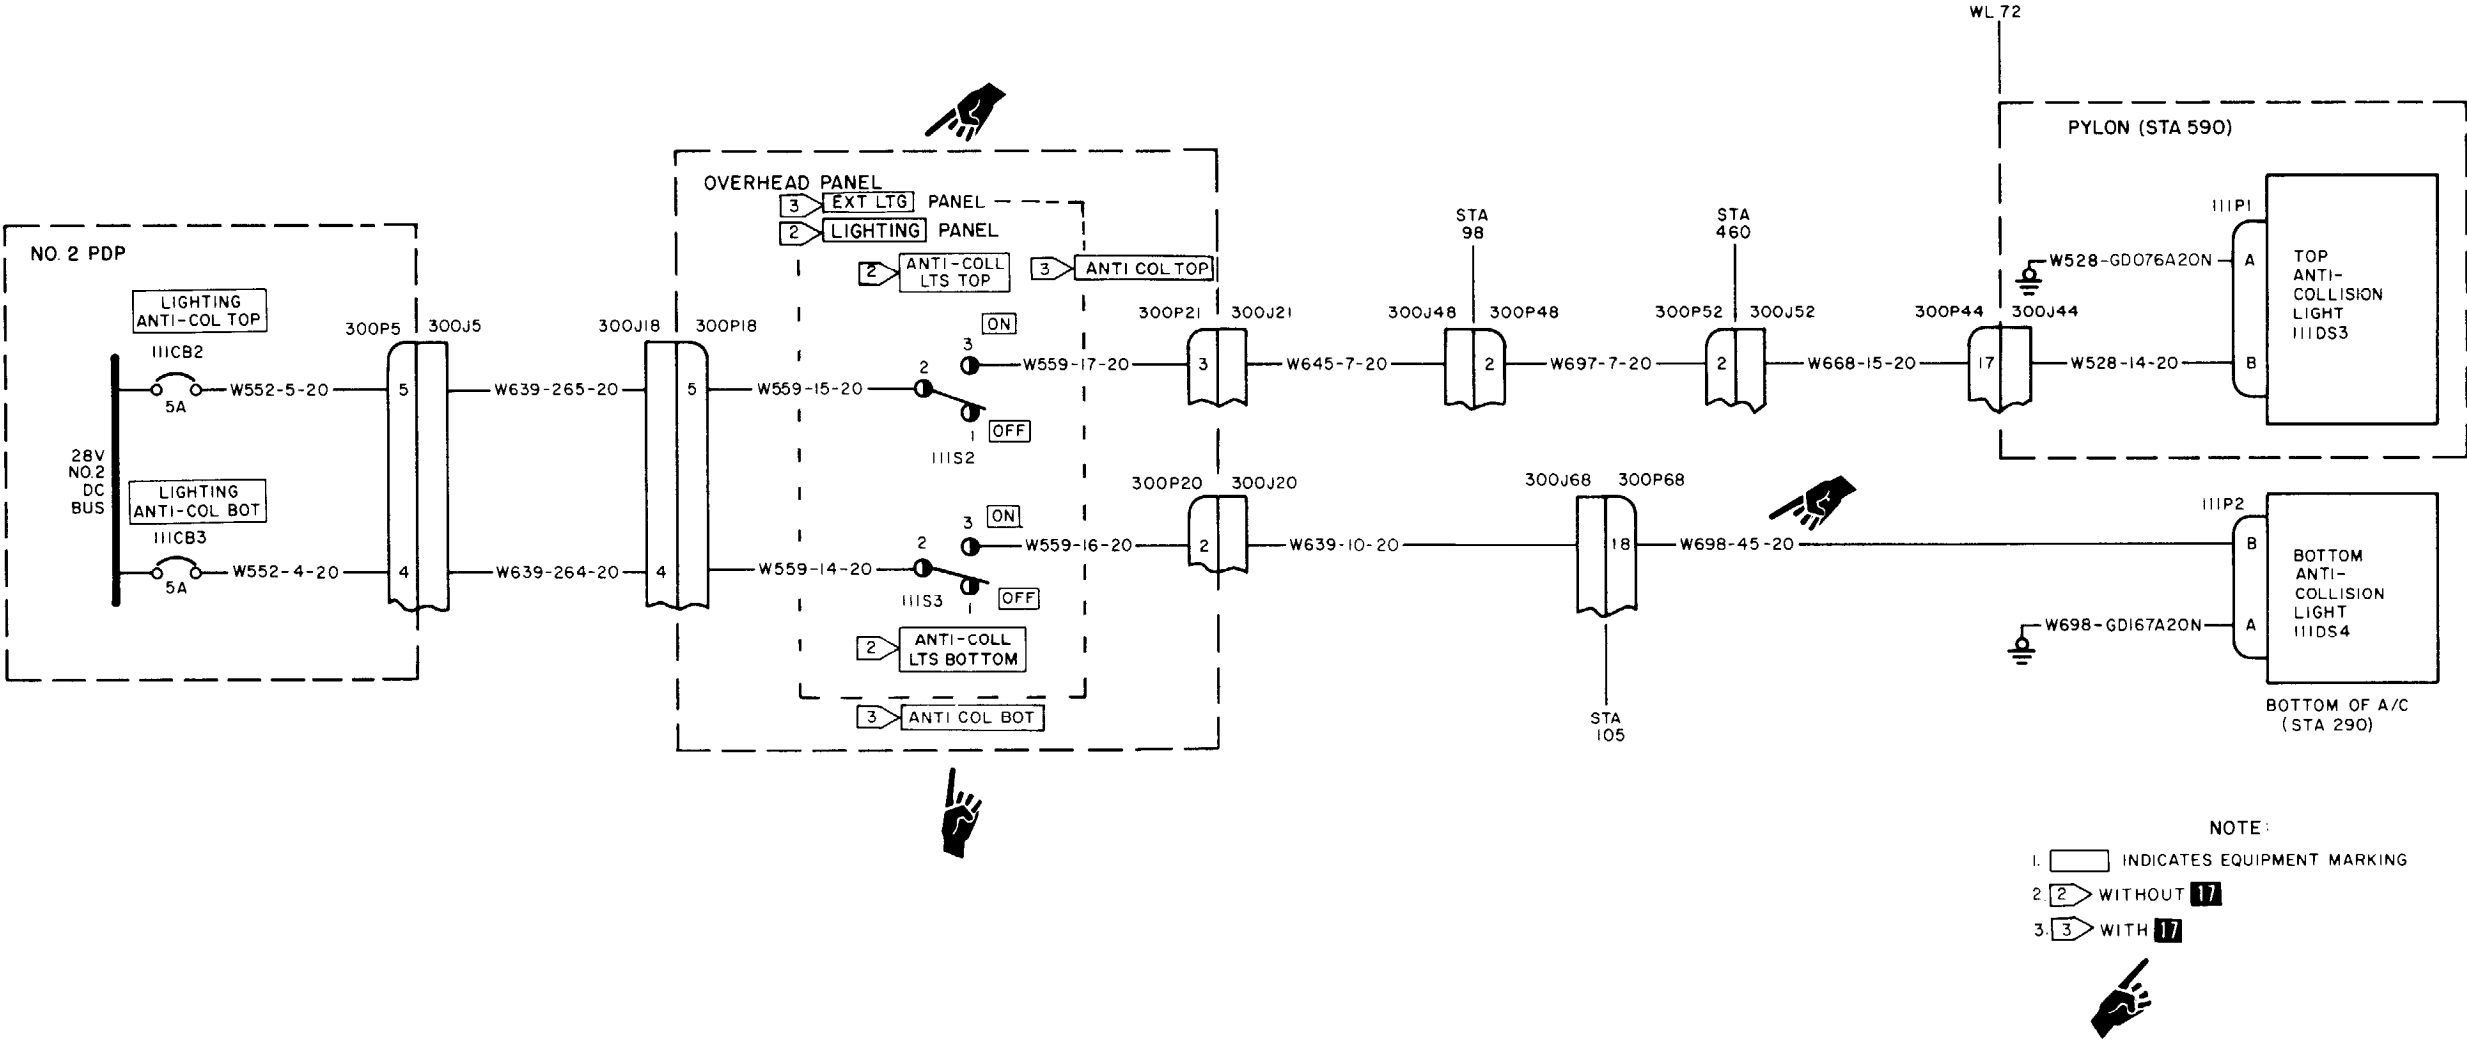 WL 72
PYLON (STA 590)
OVERHEAD PANEL
3 EXT LTG PANEL
2 LIGHTING PANEL
NO. 2 PDP
LIGHTING
ANTI-COL TOP
111CB2
5A
W552-5-20
300P5 300J5
5
W639-265-20
300J18 300P18
5
W559-15-20
2 ANTI-COLL
LTS TOP
3 ANTI COL TOP
ON
3
2
1
OFF
111S2
W559-17-20
300P21 300J21
3
W645-7-20
STA
98
300J48 300P48
2
W697-7-20
STA
460
300P52 300J52
2
W668-15-20
300P44 300J44
17
W528-14-20
111P1
W528-GD076A20N
A
B
TOP
ANTI-
COLLISION
LIGHT
111DS3
28V
NO.2
DC
BUS
LIGHTING
ANTI-COL BOT
111CB3
5A
W552-4-20
4
W639-264-20
4
W559-14-20
ON
3
2
1
OFF
111S3
2 ANTI-COLL
LTS BOTTOM
3 ANTI COL BOT
W559-16-20
300P20 300J20
2
W639-10-20
300J68 300P68
18
STA
105
W698-45-20
111P2
B
A
W698-GD167A20N
BOTTOM
ANTI-
COLLISION
LIGHT
111DS4
BOTTOM OF A/C
(STA 290)
NOTE:
1. INDICATES EQUIPMENT MARKING
2. 2 WITHOUT 17
3. 3 WITH 17